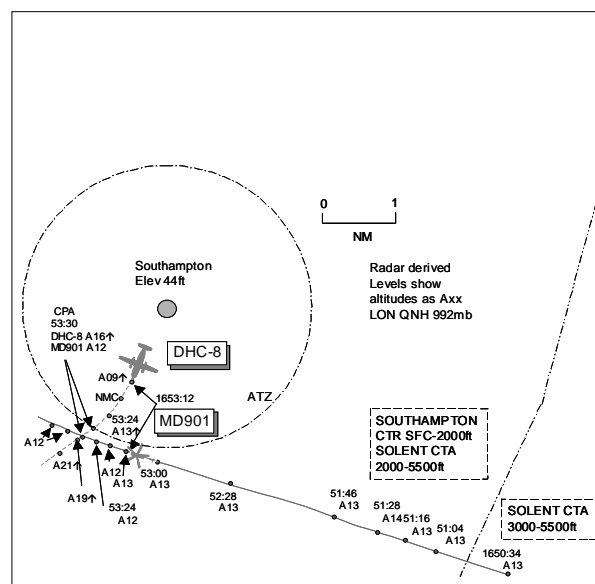 0
1
NM
Southampton
Elev 44ft
Radar derived
Levels show
altitudes as Axx
LON QNH 992mb
CPA
53:30
DHC-8 A16↑
MD901 A12
DHC-8
A09↑
NMC
1653:12
ATZ
53:24
A13↑
MD901
A12
A21↑
A19↑
53:24
A12
A12
A13
53:00
A13
52:28
A13
SOUTHAMPTON
CTR SFC-2000ft
SOLENT CTA
2000-5500ft
51:46
A13
51:28
A14
51:16
A13
51:04
A13
SOLENT CTA
3000-5500ft
1650:34
A13